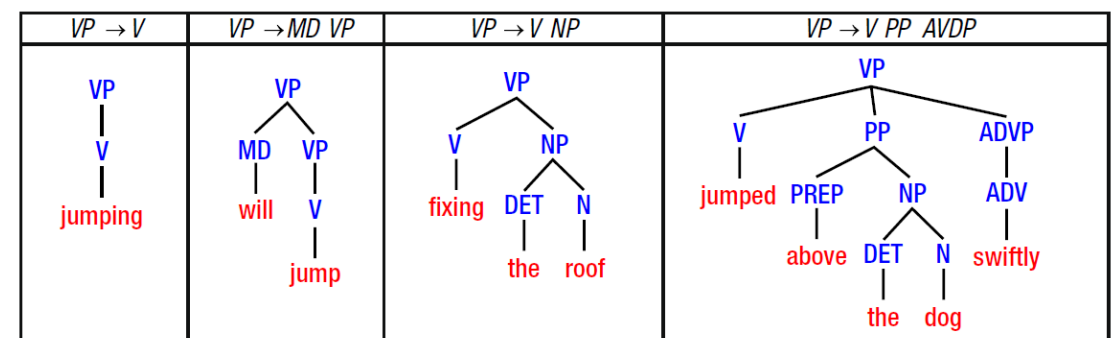 VP → V
VP → MD VP
VP → V NP
VP → V PP AVDP
VP
V
jumping
VP
MD VP
will V
jump
VP
V NP
fixing DET N
the roof
VP
V PP ADVP
jumped PREP NP ADV
above DET N swiftly
the dog